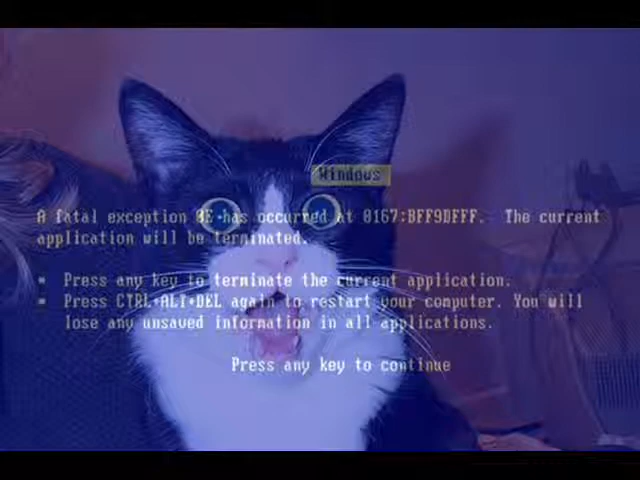 Windows
A fatal exception 0E has occurred at 0167:BFF9DFFF. The current
application will be terminated.
* Press any key to terminate the current application.
* Press CTRL+ALT+DEL again to restart your computer. You will
lose any unsaved information in all applications.
Press any key to continue